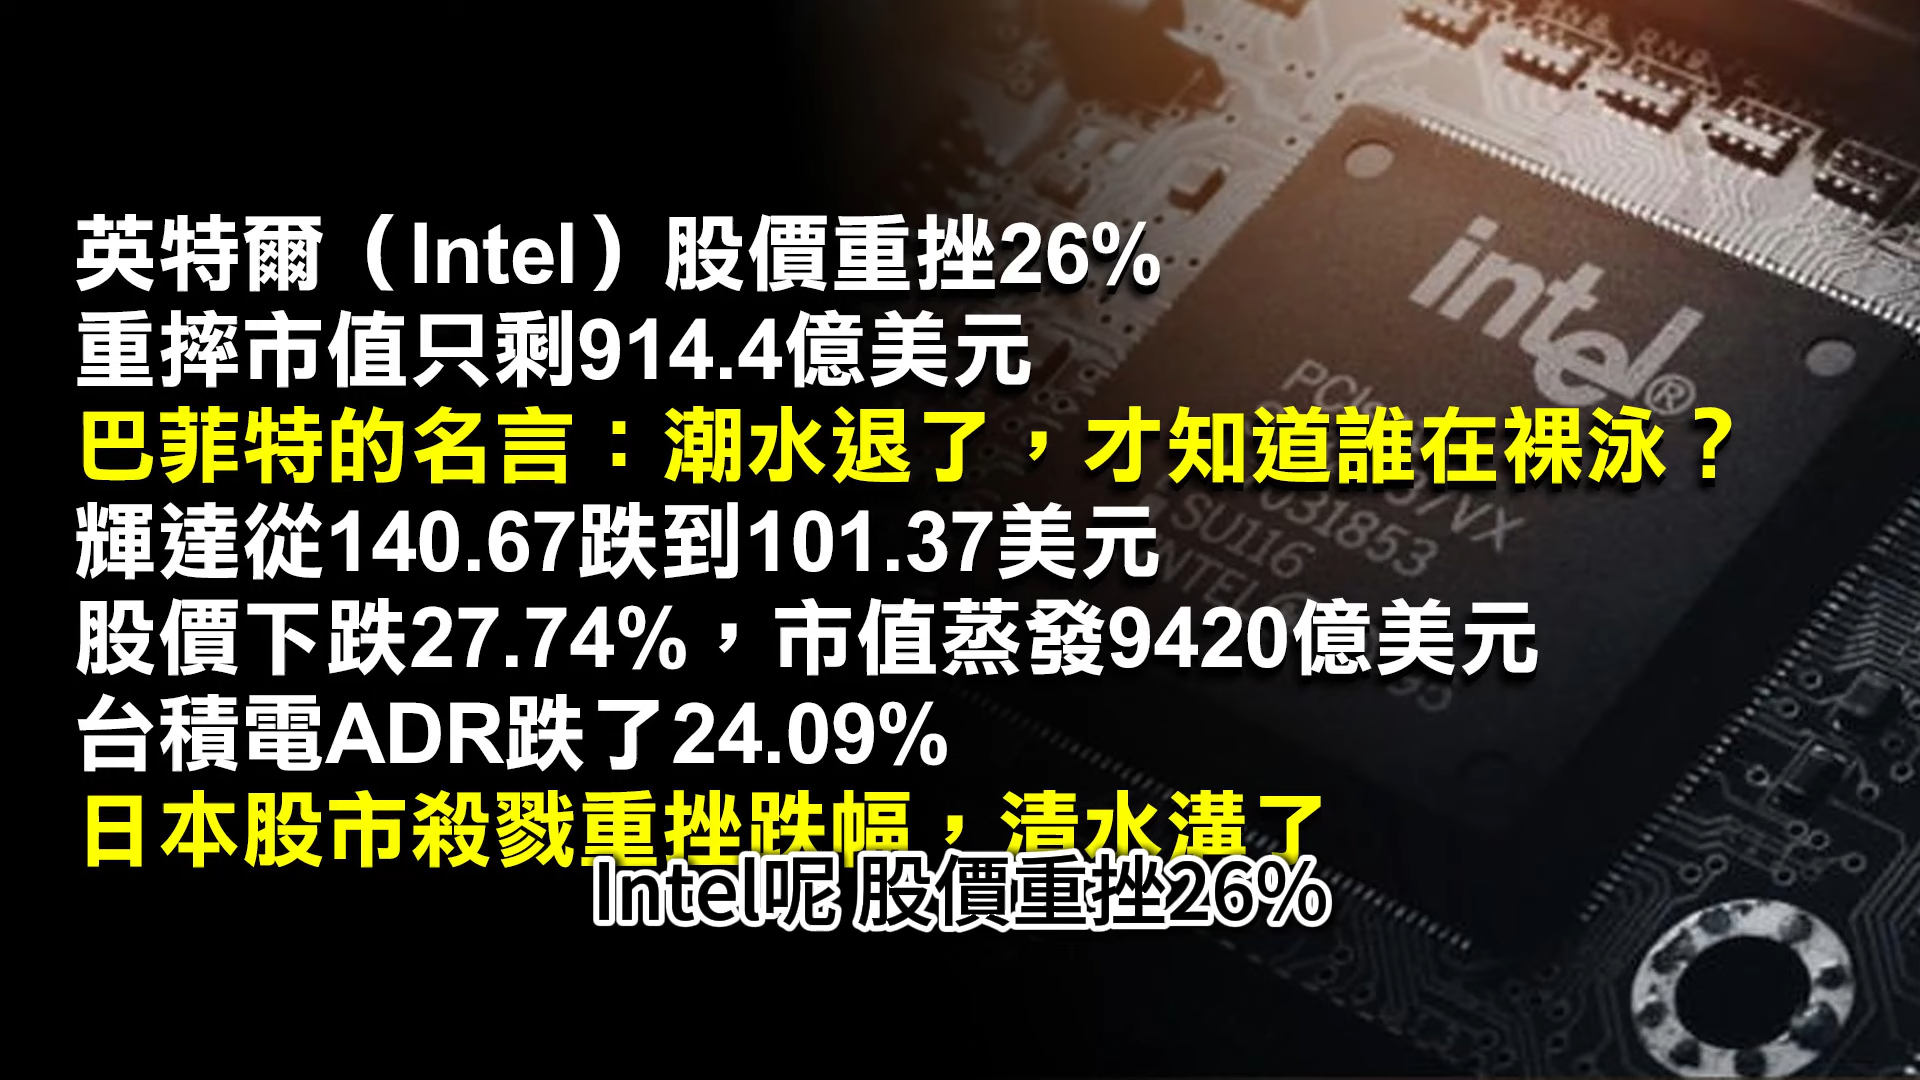 英特爾（Intel）股價重挫26%
重摔市值只剩914.4億美元
巴菲特的名言：潮水退了，才知道誰在裸泳？
輝達從140.67跌到101.37美元
股價下跌27.74%，市值蒸發9420億美元
台積電ADR跌了24.09%
日本股市殺戮重挫跌幅，清水溝了
Intel呢 股價重挫26%
intel®